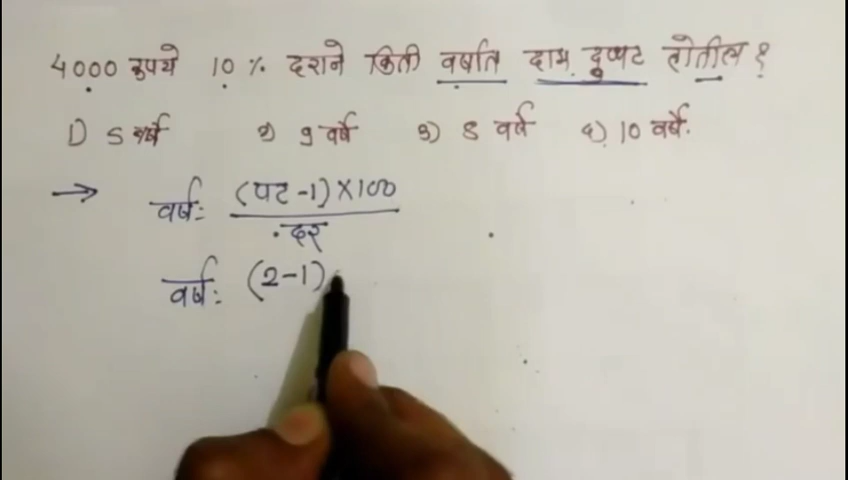 4000 रुपये 10 % दराने किती वर्षात दाम दुप्पट होतील ?
1) 5 वर्षे 2) 9 वर्षे 3) 8 वर्षे 4) 10 वर्षे.
→ वर्ष: (पट -1) × 100
दर
वर्ष: (2-1)